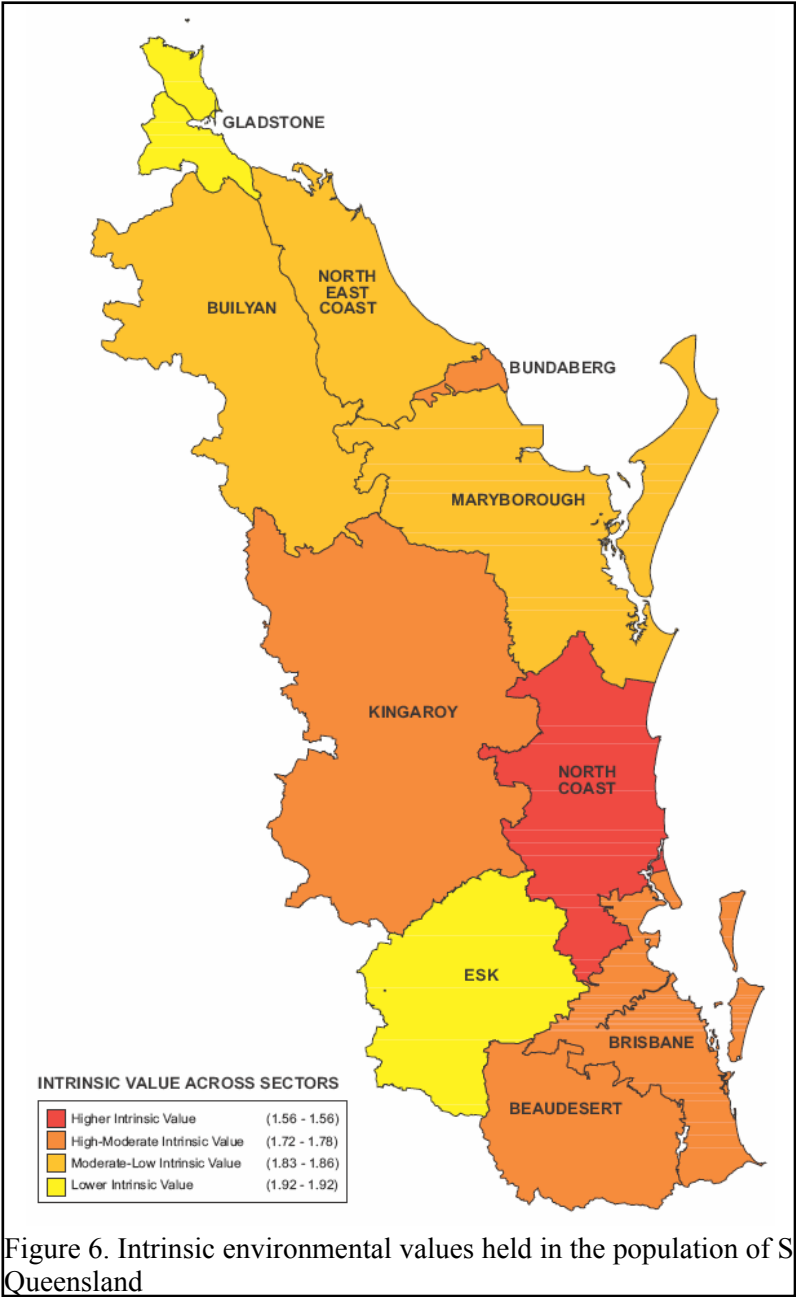 GLADSTONE
NORTH
EAST
COAST
BUILYAN
BUNDABERG
MARYBOROUGH
KINGAROY
NORTH
COAST
ESK
BRISBANE
BEAUDESERT
INTRINSIC VALUE ACROSS SECTORS
Higher Intrinsic Value (1.56 - 1.56)
High-Moderate Intrinsic Value (1.72 - 1.78)
Moderate-Low Intrinsic Value (1.83 - 1.86)
Lower Intrinsic Value (1.92 - 1.92)
Figure 6. Intrinsic environmental values held in the population of S
Queensland